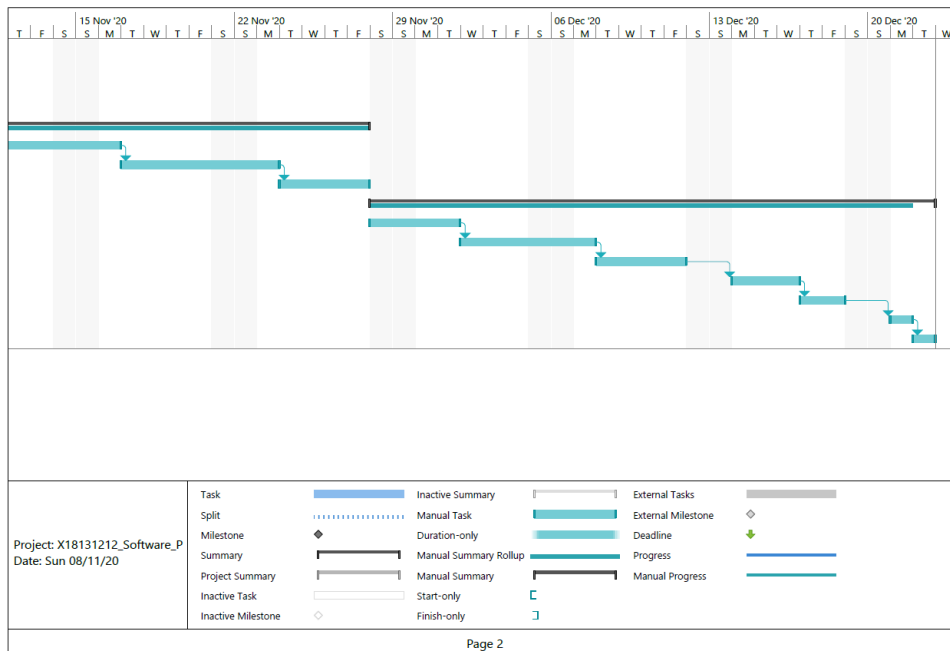 15 Nov '20 22 Nov '20 29 Nov '20 06 Dec '20 13 Dec '20 20 Dec '20
T F S S M T W T F S S M T W T F S S M T W T F S S M T W T F S S M T W T F S S M T W
Project: X18131212_Software_P
Date: Sun 08/11/20
Task Inactive Summary External Tasks
Split Manual Task External Milestone
Milestone Duration-only Deadline
Summary Manual Summary Rollup Progress
Project Summary Manual Summary Manual Progress
Inactive Task Start-only
Inactive Milestone Finish-only
Page 2